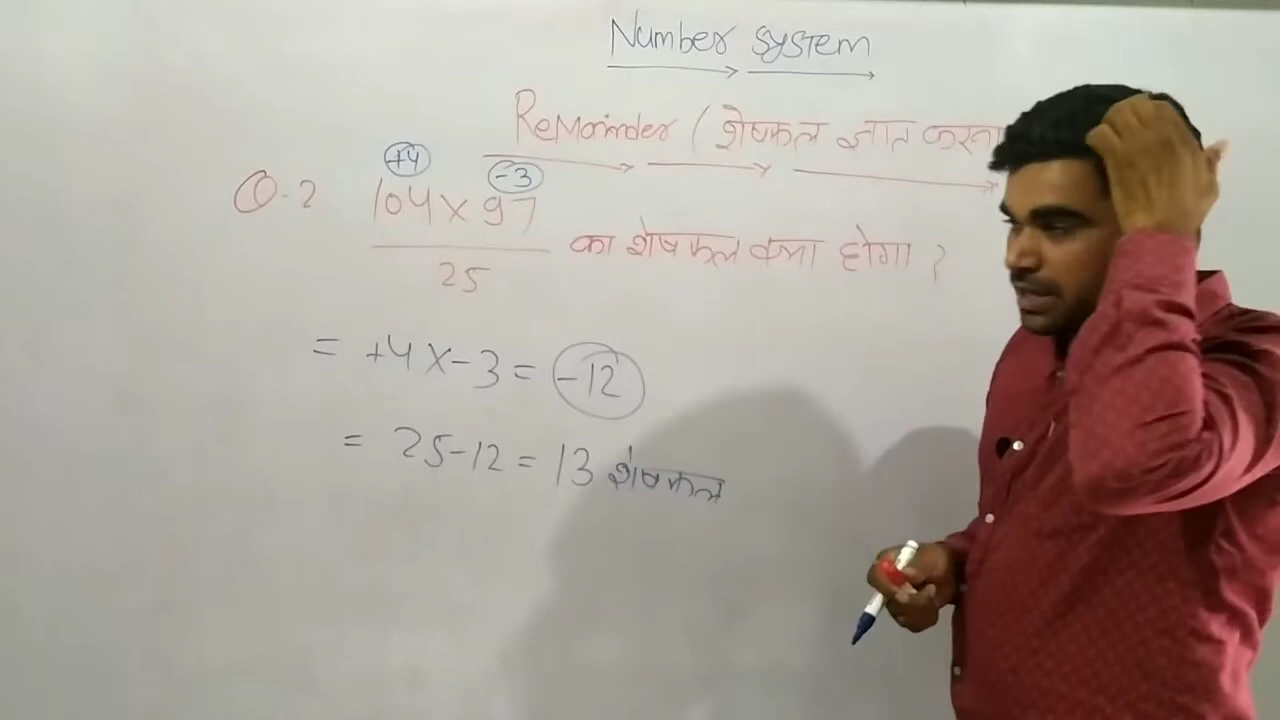 Number system
Remainder (शेषफल ज्ञात करना
+4 -3
Q-2 104 x 97
25
का शेषफल क्या होगा ?
= +4 x -3 = -12
= 25-12 = 13 शेषफल